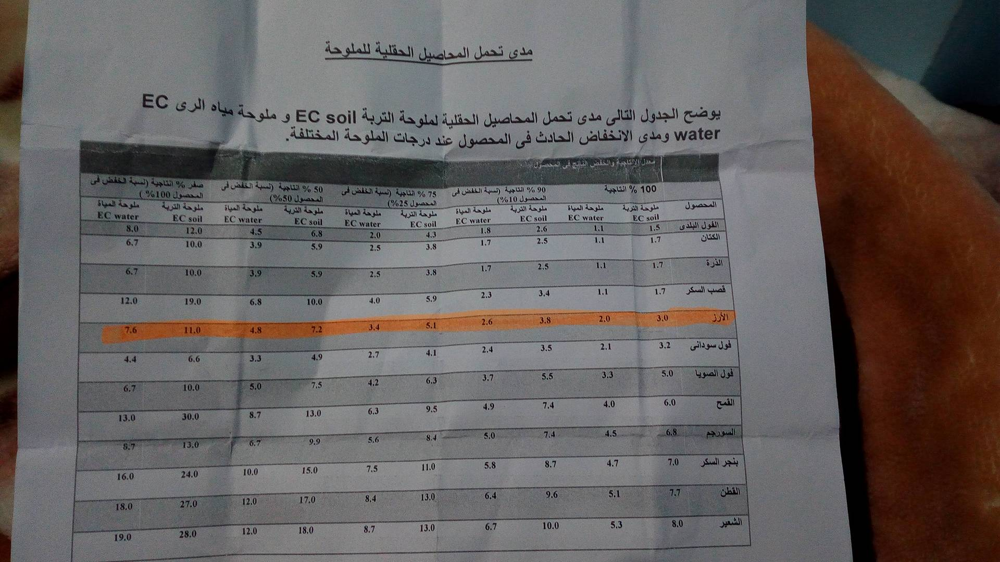 مدى تحمل المحاصيل الحقلية للملوحة
يوضح الجدول التالى مدى تحمل المحاصيل الحقلية لملوحة التربة EC soil و ملوحة مياه الرى EC
water ومدى الانخفاض الحادث فى المحصول عند درجات الملوحة المختلفة.
معدل الإنتاجية والخفض الناتج فى المحصول
100 % انتاجية 90 % انتاجية (نسبة الخفض فى المحصول 10%) 75 % انتاجية (نسبة الخفض فى المحصول 25%) 50 % انتاجية (نسبة الخفض فى المحصول 50%) صفر % انتاجية (نسبة الخفض فى المحصول 100% )
المحصول ملوحة التربة EC soil ملوحة المياة EC water ملوحة التربة EC soil ملوحة المياة EC water ملوحة التربة EC soil ملوحة المياة EC water ملوحة التربة EC soil ملوحة المياة EC water ملوحة التربة EC soil ملوحة المياة EC water
الفول البلدى 1.5 1.1 2.6 1.8 4.3 2.0 6.8 4.5 12.0 8.0
الكتان 1.7 1.1 2.5 1.7 3.8 2.5 5.9 3.9 10.0 6.7
الذرة 1.7 1.1 2.5 1.7 3.8 2.5 5.9 3.9 10.0 6.7
قصب السكر 1.7 1.1 3.4 2.3 5.9 4.0 10.0 6.8 19.0 12.0
الأرز 3.0 2.0 3.8 2.6 5.1 3.4 7.2 4.8 11.0 7.6
فول سودانى 3.2 2.1 3.5 2.4 4.1 2.7 4.9 3.3 6.6 4.4
فول الصويا 5.0 3.3 5.5 3.7 6.3 4.2 7.5 5.0 10.0 6.7
القمح 6.0 4.0 7.4 4.9 9.5 6.3 13.0 8.7 30.0 13.0
السورجم 6.8 4.5 7.4 5.0 8.4 5.6 9.9 6.7 13.0 8.7
بنجر السكر 7.0 4.7 8.7 5.8 11.0 7.5 15.0 10.0 24.0 16.0
القطن 7.7 5.1 9.6 6.4 13.0 8.4 17.0 12.0 27.0 18.0
الشعير 8.0 5.3 10.0 6.7 13.0 8.7 18.0 12.0 28.0 19.0